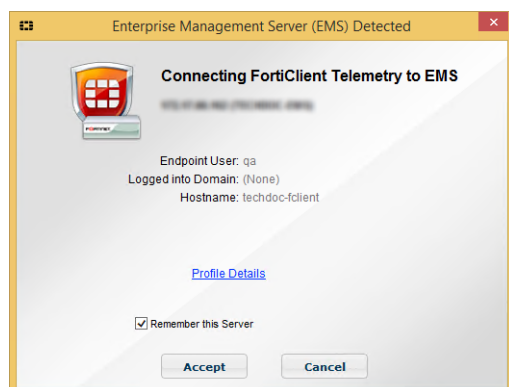 Enterprise Management Server (EMS) Detected
Connecting FortiClient Telemetry to EMS
Endpoint User: qa
Logged into Domain: (None)
Hostname: techdoc-fclient
Profile Details
Remember this Server
Accept
Cancel